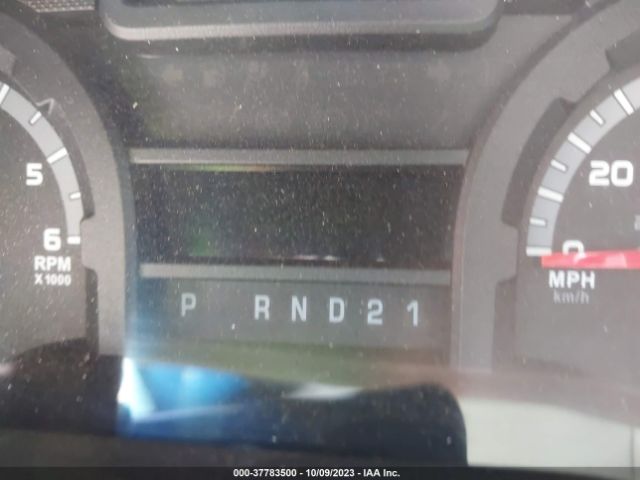 5
6
RPM
X1000
P RND21
20
0
MPH
km/h
000-37783500 - 10/09/2023 - IAA Inc.